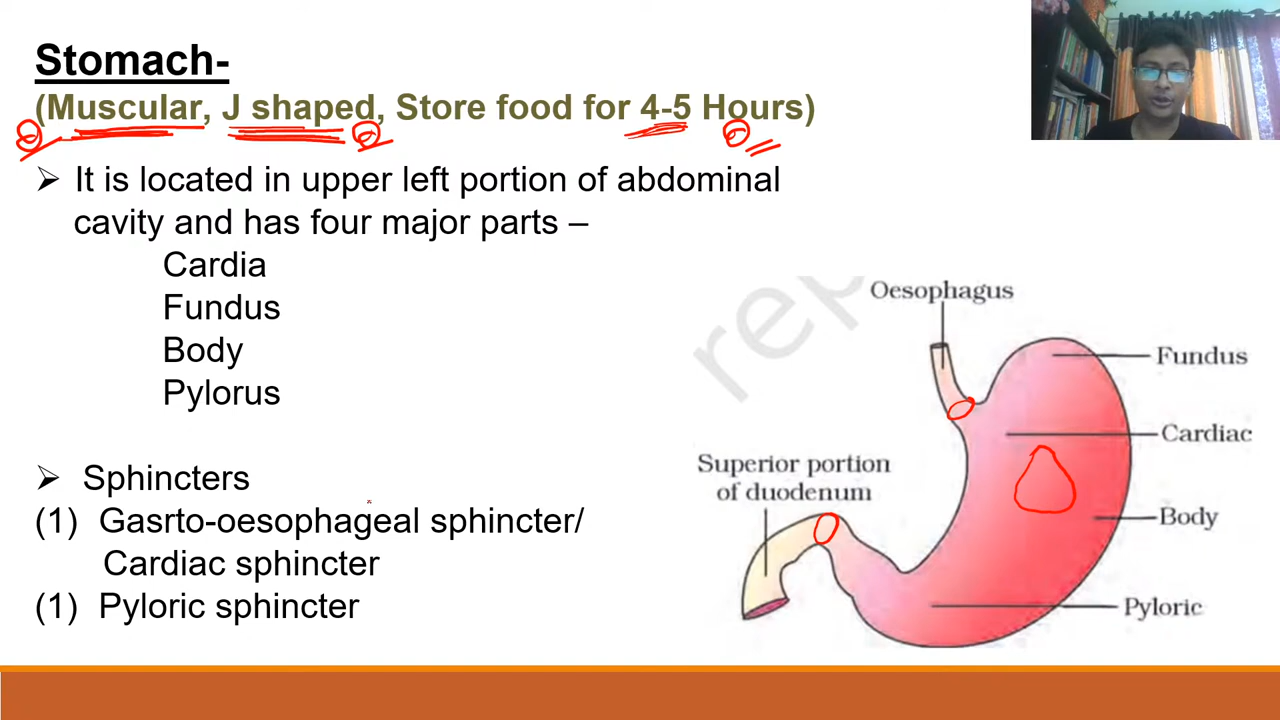 Stomach-
(Muscular, J shaped, Store food for 4-5 Hours)
➢ It is located in upper left portion of abdominal
cavity and has four major parts –
Cardia
Fundus
Body
Pylorus
➢ Sphincters
(1) Gasrto-oesophageal sphincter/
Cardiac sphincter
(1) Pyloric sphincter
rep
Oesophagus
Fundus
Cardiac
Superior portion
of duodenum
Body
Pyloric